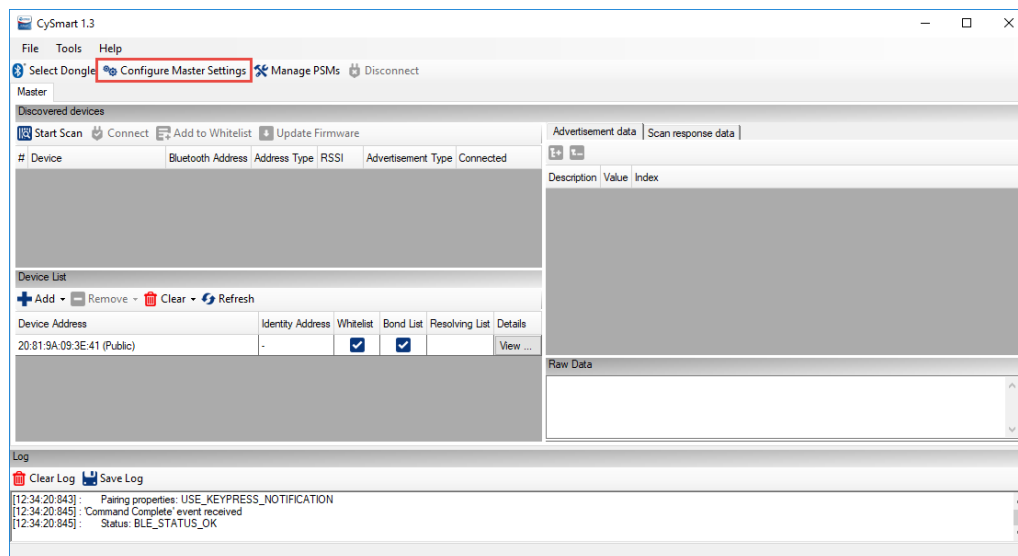 CySmart 1.3
File Tools Help
Select Dongle Configure Master Settings Manage PSMs Disconnect
Master
Discovered devices
Start Scan Connect Add to Whitelist Update Firmware
# Device Bluetooth Address Address Type RSSI Advertisement Type Connected
Advertisement data Scan response data
Description Value Index
Device List
Add Remove Clear Refresh
Device Address Identity Address Whitelist Bond List Resolving List Details
20:81:9A:09:3E:41 (Public) - View ...
Raw Data
Log
Clear Log Save Log
[12:34:20:843] : Pairing properties: USE_KEYPRESS_NOTIFICATION
[12:34:20:845] : 'Command Complete' event received
[12:34:20:845] : Status: BLE_STATUS_OK